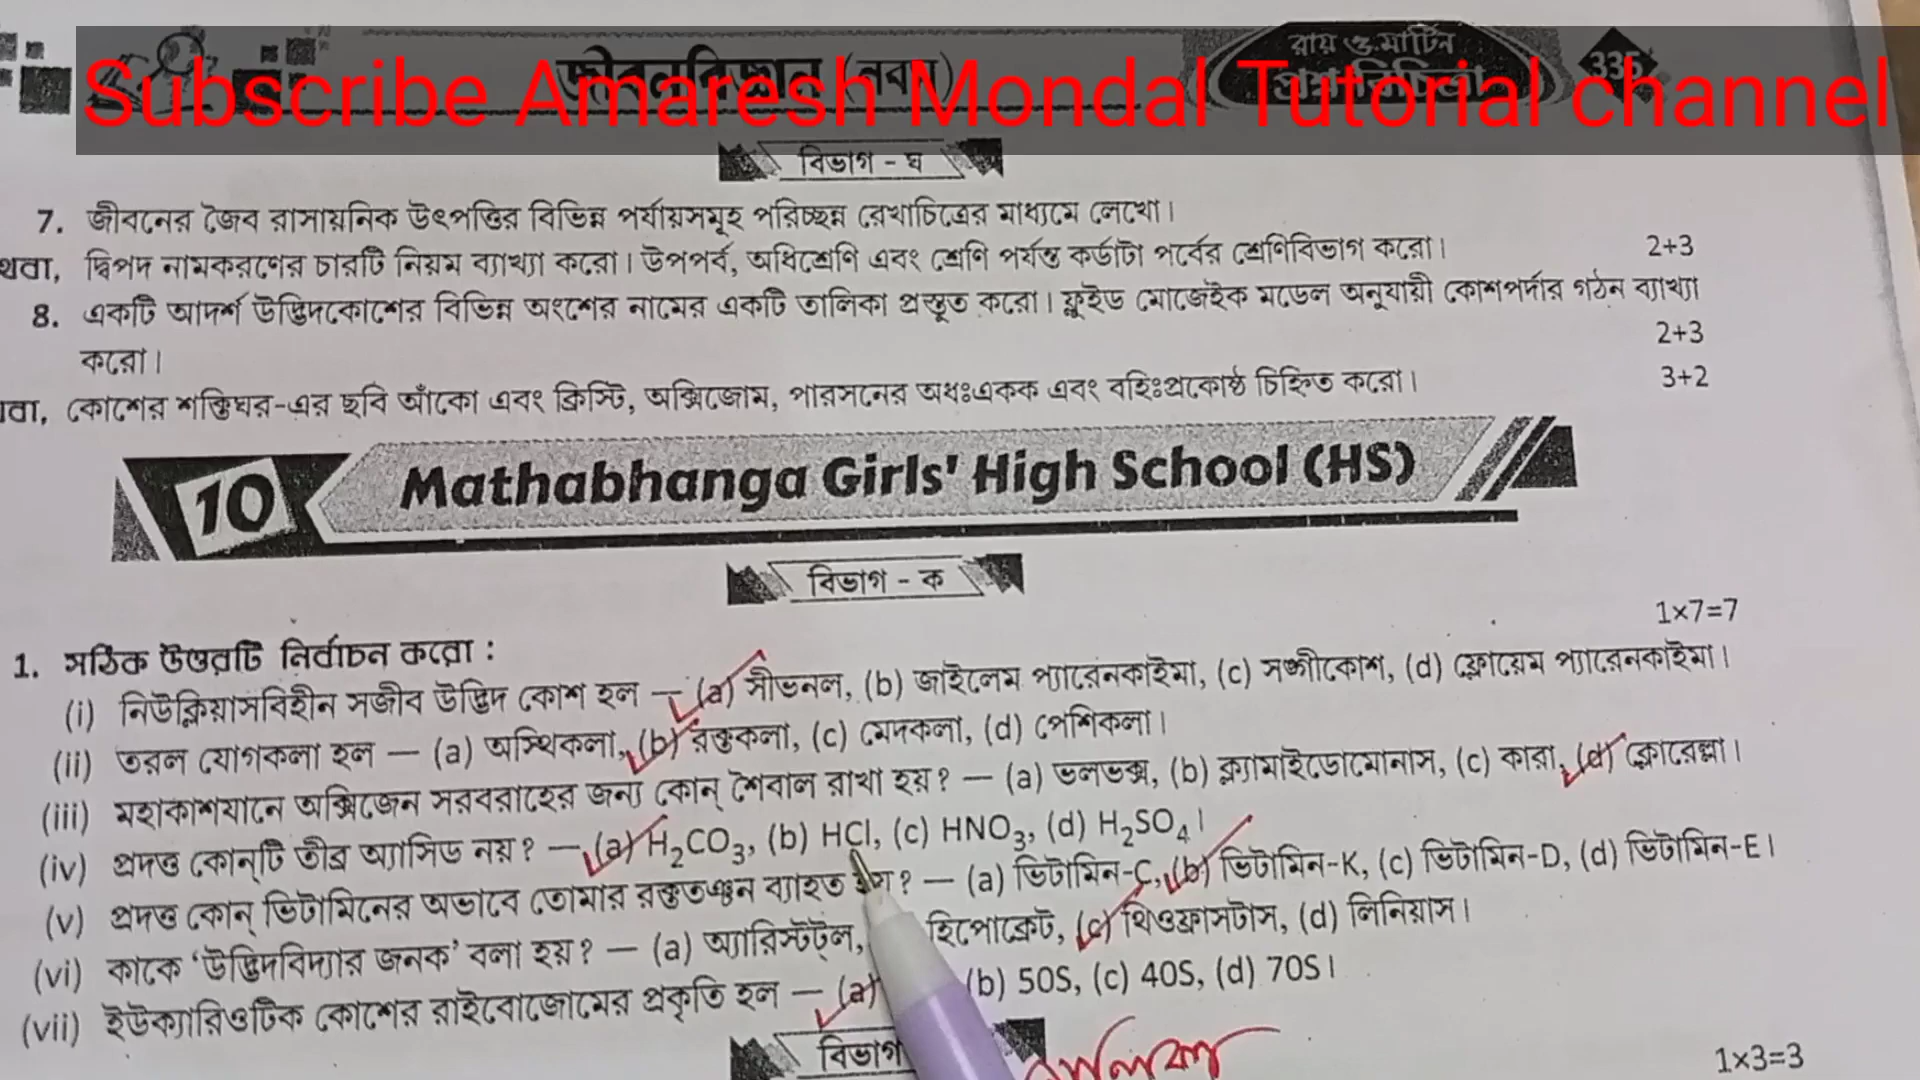 Subscribe Amaresh Mondal Tutorial channel
জীবনবিজ্ঞান (নবম)
রায় ও মার্টিন
প্রশ্ন বিচিত্রা
335
বিভাগ - ঘ
7. জীবনের জৈব রাসায়নিক উৎপত্তির বিভিন্ন পর্যায়সমূহ পরিচ্ছন্ন রেখাচিত্রের মাধ্যমে লেখো।
থবা, দ্বিপদ নামকরণের চারটি নিয়ম ব্যাখ্যা করো। উপপর্ব, অধিশ্রেণি এবং শ্রেণি পর্যন্ত কর্ডাটা পর্বের শ্রেণিবিভাগ করো। 2+3
8. একটি আদর্শ উদ্ভিদকোশের বিভিন্ন অংশের নামের একটি তালিকা প্রস্তুত করো। ফ্লুইড মোজেইক মডেল অনুযায়ী কোশপর্দার গঠন ব্যাখ্যা
করো। 2+3
বা, কোশের শক্তিঘর-এর ছবি আঁকো এবং ক্রিস্টি, অক্সিজোম, পারসনের অধঃএকক এবং বহিঃপ্রকোষ্ঠ চিহ্নিত করো। 3+2
10 Mathabhanga Girls' High School (HS)
বিভাগ - ক
1. সঠিক উত্তরটি নির্বাচন করো : 1×7=7
(i) নিউক্লিয়াসবিহীন সজীব উদ্ভিদ কোশ হল — (a) সীভনল, (b) জাইলেম প্যারেনকাইমা, (c) সঙ্গীকোশ, (d) ফ্লোয়েম প্যারেনকাইমা।
(ii) তরল যোগকলা হল — (a) অস্থিকলা, (b) রক্তকলা, (c) মেদকলা, (d) পেশিকলা।
(iii) মহাকাশযানে অক্সিজেন সরবরাহের জন্য কোন্ শৈবাল রাখা হয়? — (a) ভলভক্স, (b) ক্ল্যামাইডোমোনাস, (c) কারা, (d) ক্লোরেল্লা।
(iv) প্রদত্ত কোন্‌টি তীব্র অ্যাসিড নয়? — (a) H₂CO₃, (b) HCl, (c) HNO₃, (d) H₂SO₄।
(v) প্রদত্ত কোন্ ভিটামিনের অভাবে তোমার রক্ততঞ্চন ব্যাহত ? — (a) ভিটামিন-C, (b) ভিটামিন-K, (c) ভিটামিন-D, (d) ভিটামিন-E।
(vi) কাকে ‘উদ্ভিদবিদ্যার জনক’ বলা হয়? — (a) অ্যারিস্টট্ল, হিপোক্রেট, (c) থিওফ্রাসটাস, (d) লিনিয়াস।
(vii) ইউক্যারিওটিক কোশের রাইবোজোমের প্রকৃতি হল — (a) (b) 50S, (c) 40S, (d) 70S।
বিভাগ
1×3=3